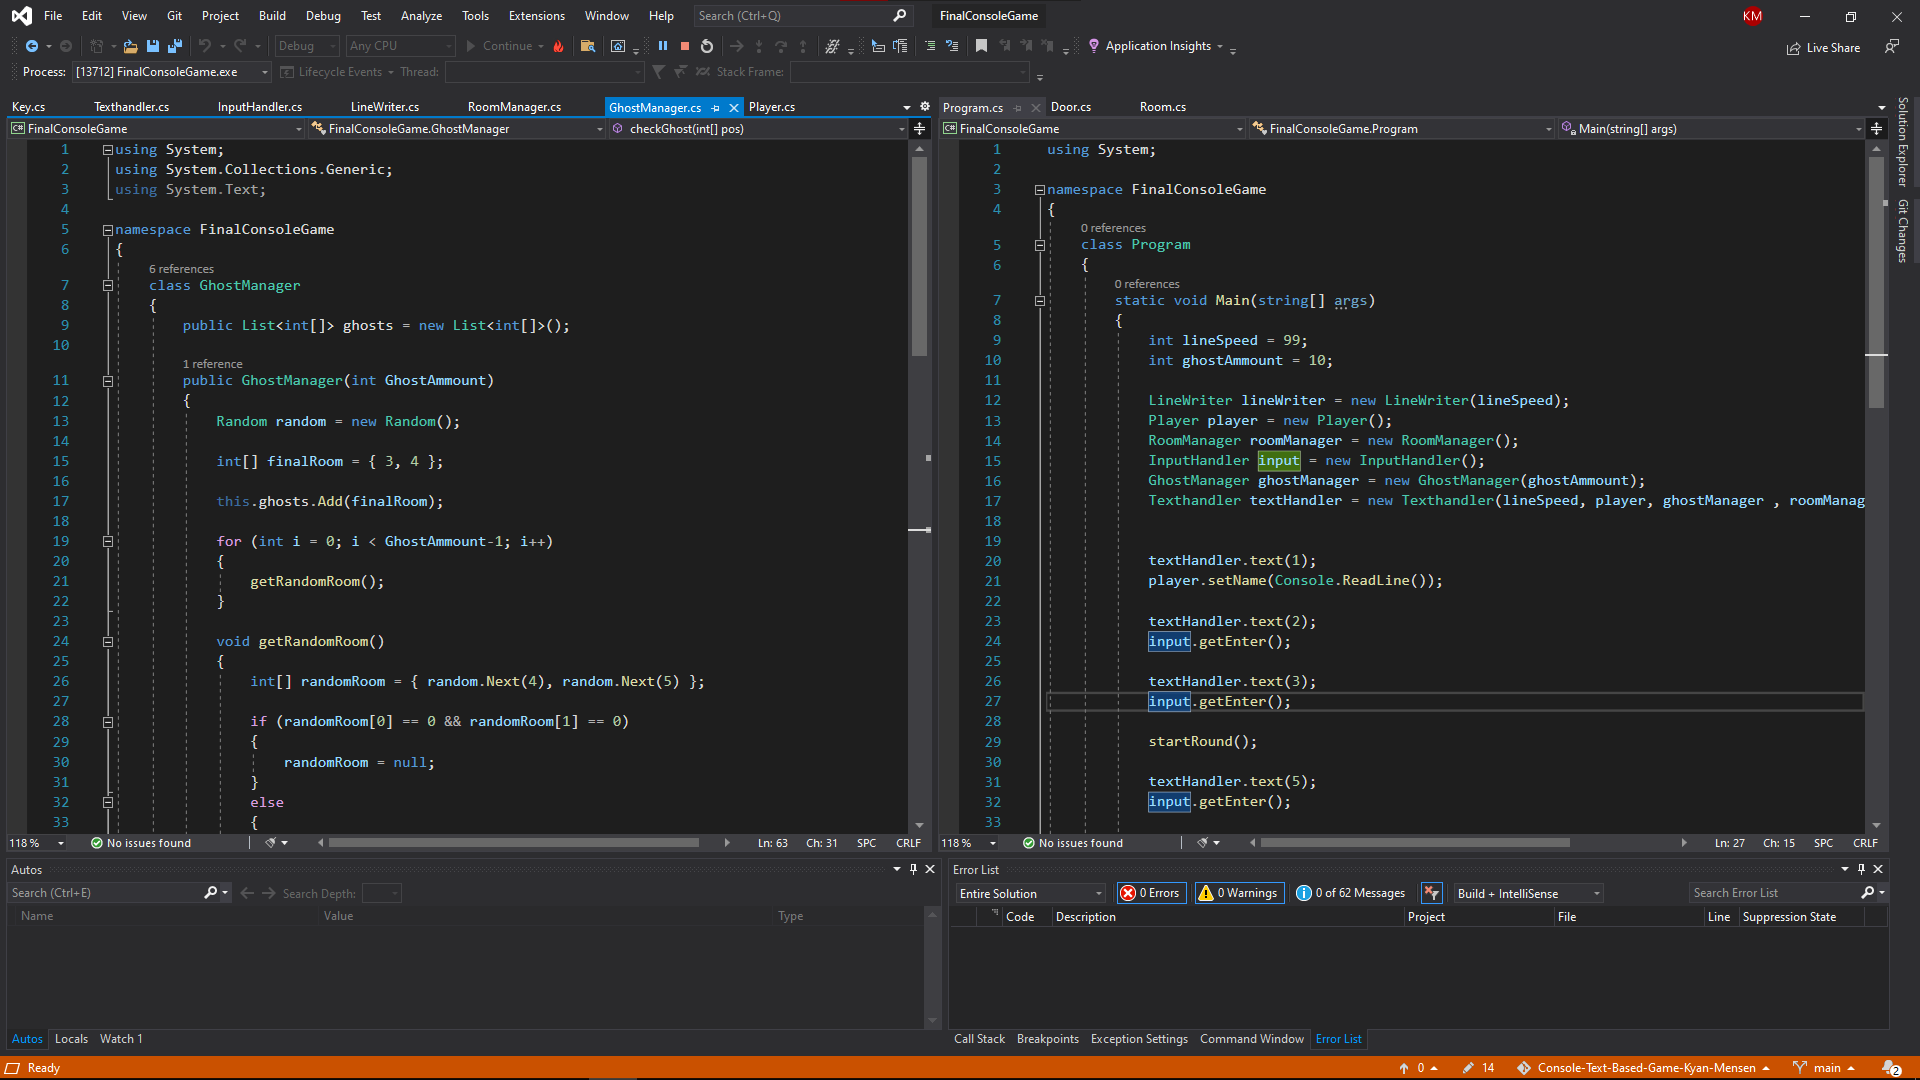 File Edit View Git Project Build Debug Test Analyze Tools Extensions Window Help Search (Ctrl+Q) FinalConsoleGame KM
Debug Any CPU Continue Application Insights Live Share
Process: [13712] FinalConsoleGame.exe Lifecycle Events Thread: Stack Frame:
Key.cs Texthandler.cs InputHandler.cs LineWriter.cs RoomManager.cs GhostManager.cs Player.cs
FinalConsoleGame FinalConsoleGame.GhostManager checkGhost(int[] pos)
1 using System;
2 using System.Collections.Generic;
3 using System.Text;
4
5 namespace FinalConsoleGame
6 {
6 references
7 class GhostManager
8 {
9 public List<int[]> ghosts = new List<int[]>();
10
1 reference
11 public GhostManager(int GhostAmmount)
12 {
13 Random random = new Random();
14
15 int[] finalRoom = { 3, 4 };
16
17 this.ghosts.Add(finalRoom);
18
19 for (int i = 0; i < GhostAmmount-1; i++)
20 {
21 getRandomRoom();
22 }
23
24 void getRandomRoom()
25 {
26 int[] randomRoom = { random.Next(4), random.Next(5) };
27
28 if (randomRoom[0] == 0 && randomRoom[1] == 0)
29 {
30 randomRoom = null;
31 }
32 else
33 {
118 % No issues found Ln: 63 Ch: 31 SPC CRLF
Program.cs Door.cs Room.cs
FinalConsoleGame FinalConsoleGame.Program Main(string[] args)
1 using System;
2
3 namespace FinalConsoleGame
4 {
0 references
5 class Program
6 {
0 references
7 static void Main(string[] args)
8 {
9 int lineSpeed = 99;
10 int ghostAmmount = 10;
11
12 LineWriter lineWriter = new LineWriter(lineSpeed);
13 Player player = new Player();
14 RoomManager roomManager = new RoomManager();
15 InputHandler input = new InputHandler();
16 GhostManager ghostManager = new GhostManager(ghostAmmount);
17 Texthandler textHandler = new Texthandler(lineSpeed, player, ghostManager , roomManag
18
19
20 textHandler.text(1);
21 player.setName(Console.ReadLine());
22
23 textHandler.text(2);
24 input.getEnter();
25
26 textHandler.text(3);
27 input.getEnter();
28
29 startRound();
30
31 textHandler.text(5);
32 input.getEnter();
33
118 % No issues found Ln: 27 Ch: 15 SPC CRLF
Solution Explorer
Git Changes
Autos
Search (Ctrl+E) Search Depth:
Name Value Type
Autos Locals Watch 1
Error List
Entire Solution 0 Errors 0 Warnings 0 of 62 Messages Build + IntelliSense Search Error List
Code Description Project File Line Suppression State
Call Stack Breakpoints Exception Settings Command Window Error List
Ready 0 14 Console-Text-Based-Game-Kyan-Mensen main 2